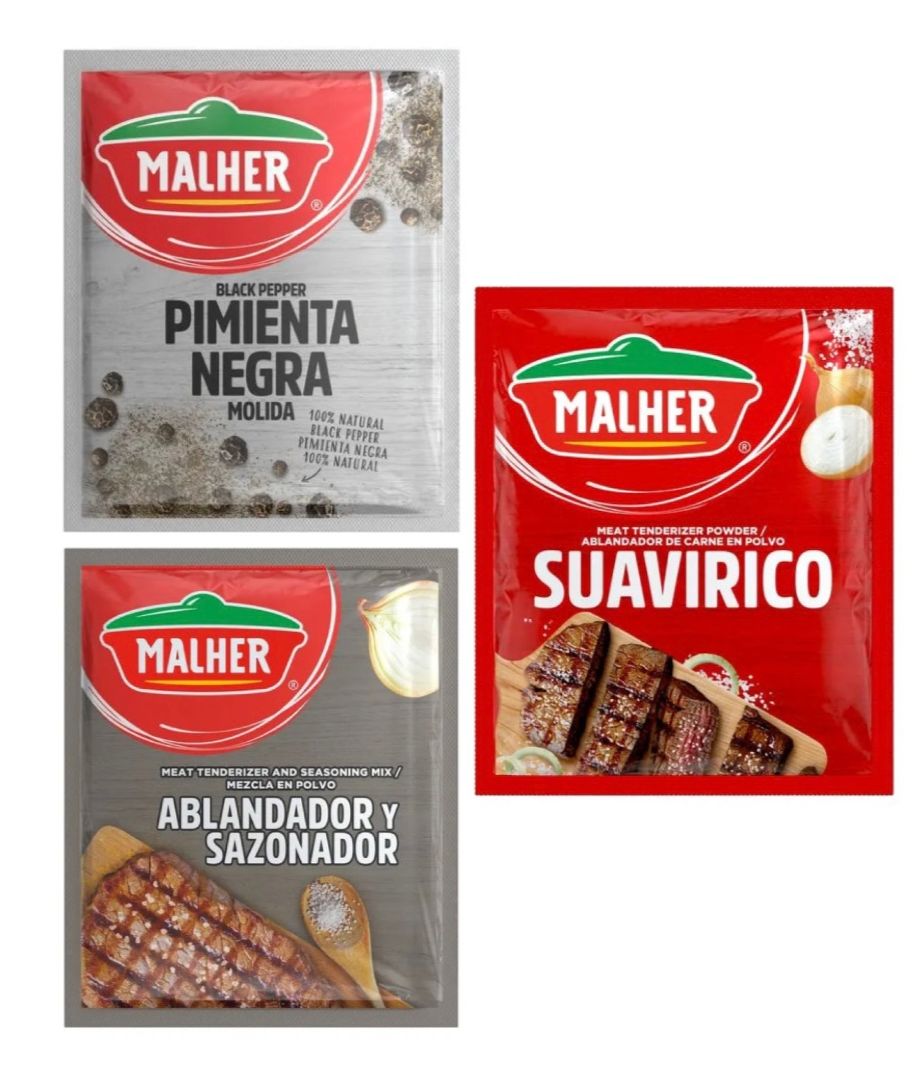 MALHER
®
BLACK PEPPER
PIMIENTA
NEGRA
MOLIDA
100% NATURAL
BLACK PEPPER
PIMIENTA NEGRA
100% NATURAL
MALHER
®
MEAT TENDERIZER AND SEASONING MIX /
MEZCLA EN POLVO
ABLANDADOR Y
SAZONADOR
MALHER
®
MEAT TENDERIZER POWDER /
ABLANDADOR DE CARNE EN POLVO
SUAVIRICO